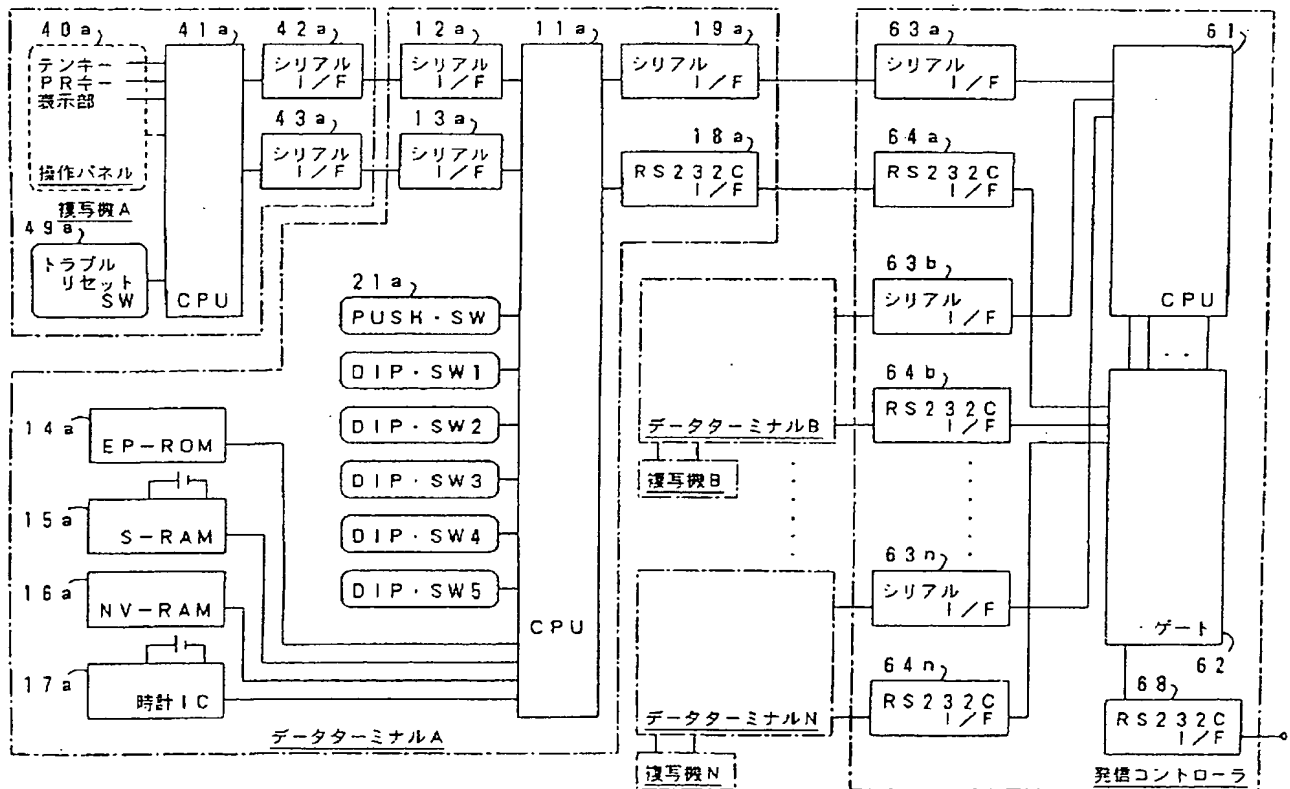 40a
41a
42a
12a
11a
19a
63a
61
テンキー
PRキー
表示部
操作パネル
シリアル
I/F
シリアル
I/F
シリアル
I/F
シリアル
I/F
43a
13a
18a
64a
シリアル
I/F
シリアル
I/F
RS232C
I/F
RS232C
I/F
複写機A
49a
トラブル
リセット
SW
CPU
21a
PUSH・SW
DIP・SW1
DIP・SW2
DIP・SW3
DIP・SW4
DIP・SW5
CPU
14a
EP-ROM
15a
S-RAM
16a
NV-RAM
17a
時計IC
データターミナルA
63b
シリアル
I/F
CPU
64b
RS232C
I/F
データターミナルB
複写機B
63n
シリアル
I/F
ゲート
62
64n
RS232C
I/F
データターミナルN
複写機N
68
RS232C
I/F
発信コントローラ